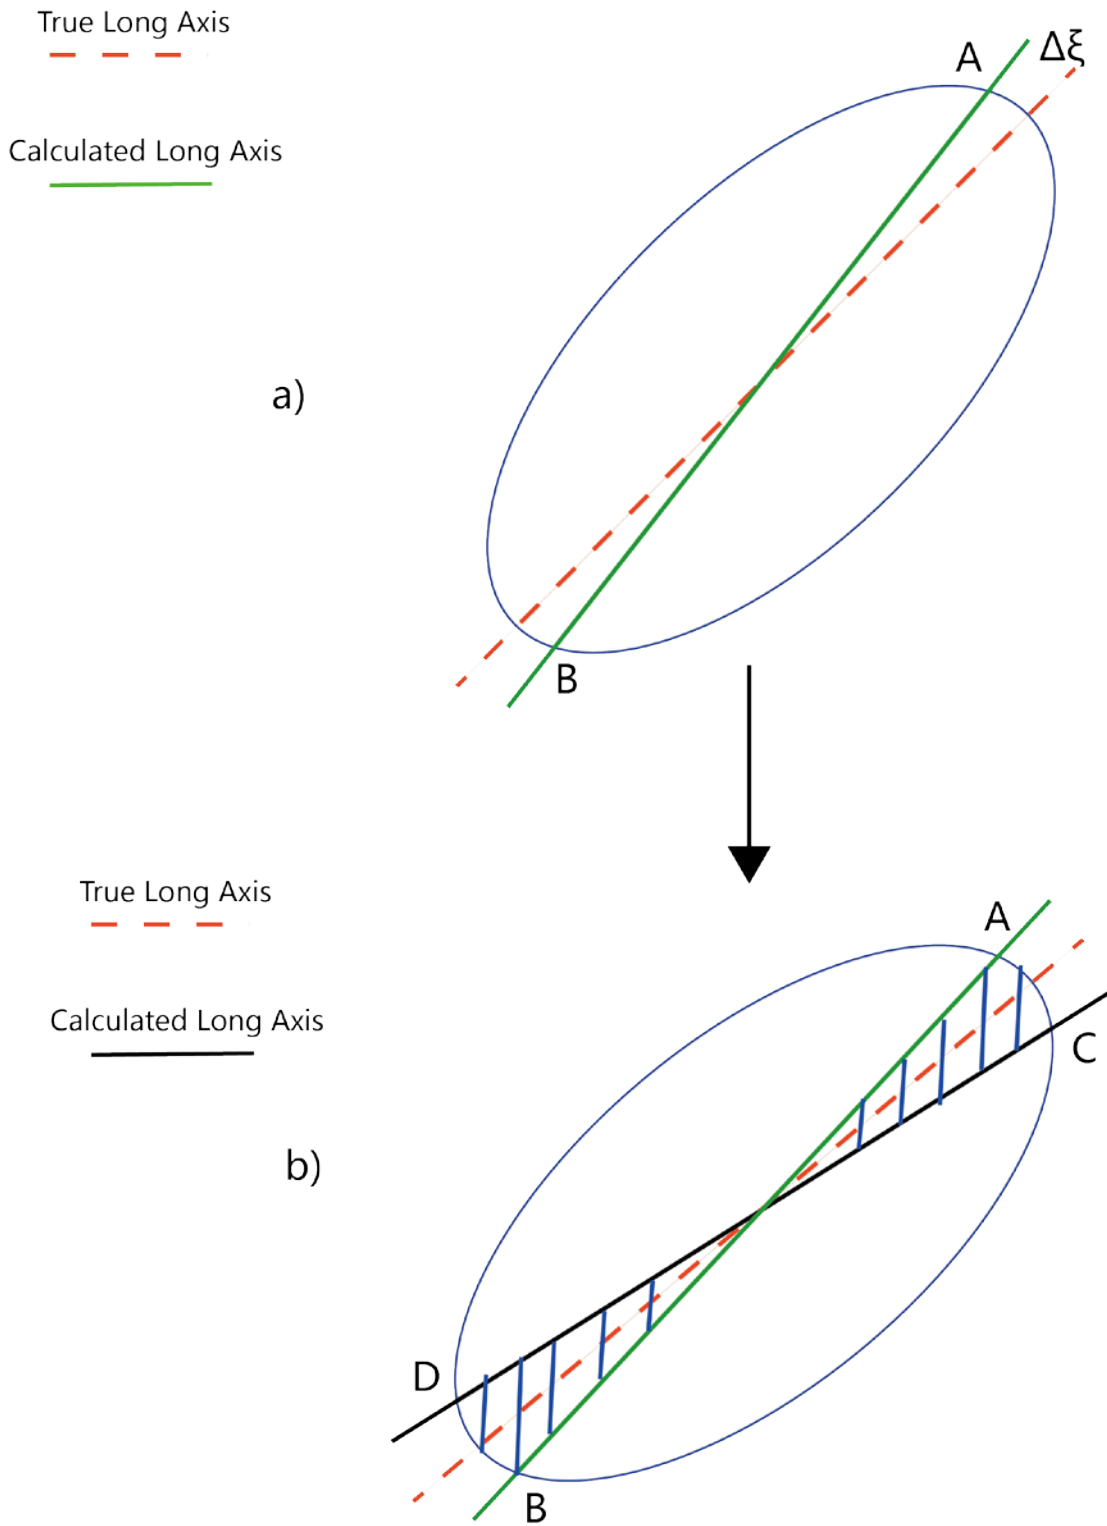 True Long Axis
A
Δξ
Calculated Long Axis
a)
B
True Long Axis
A
Calculated Long Axis
C
b)
D
B